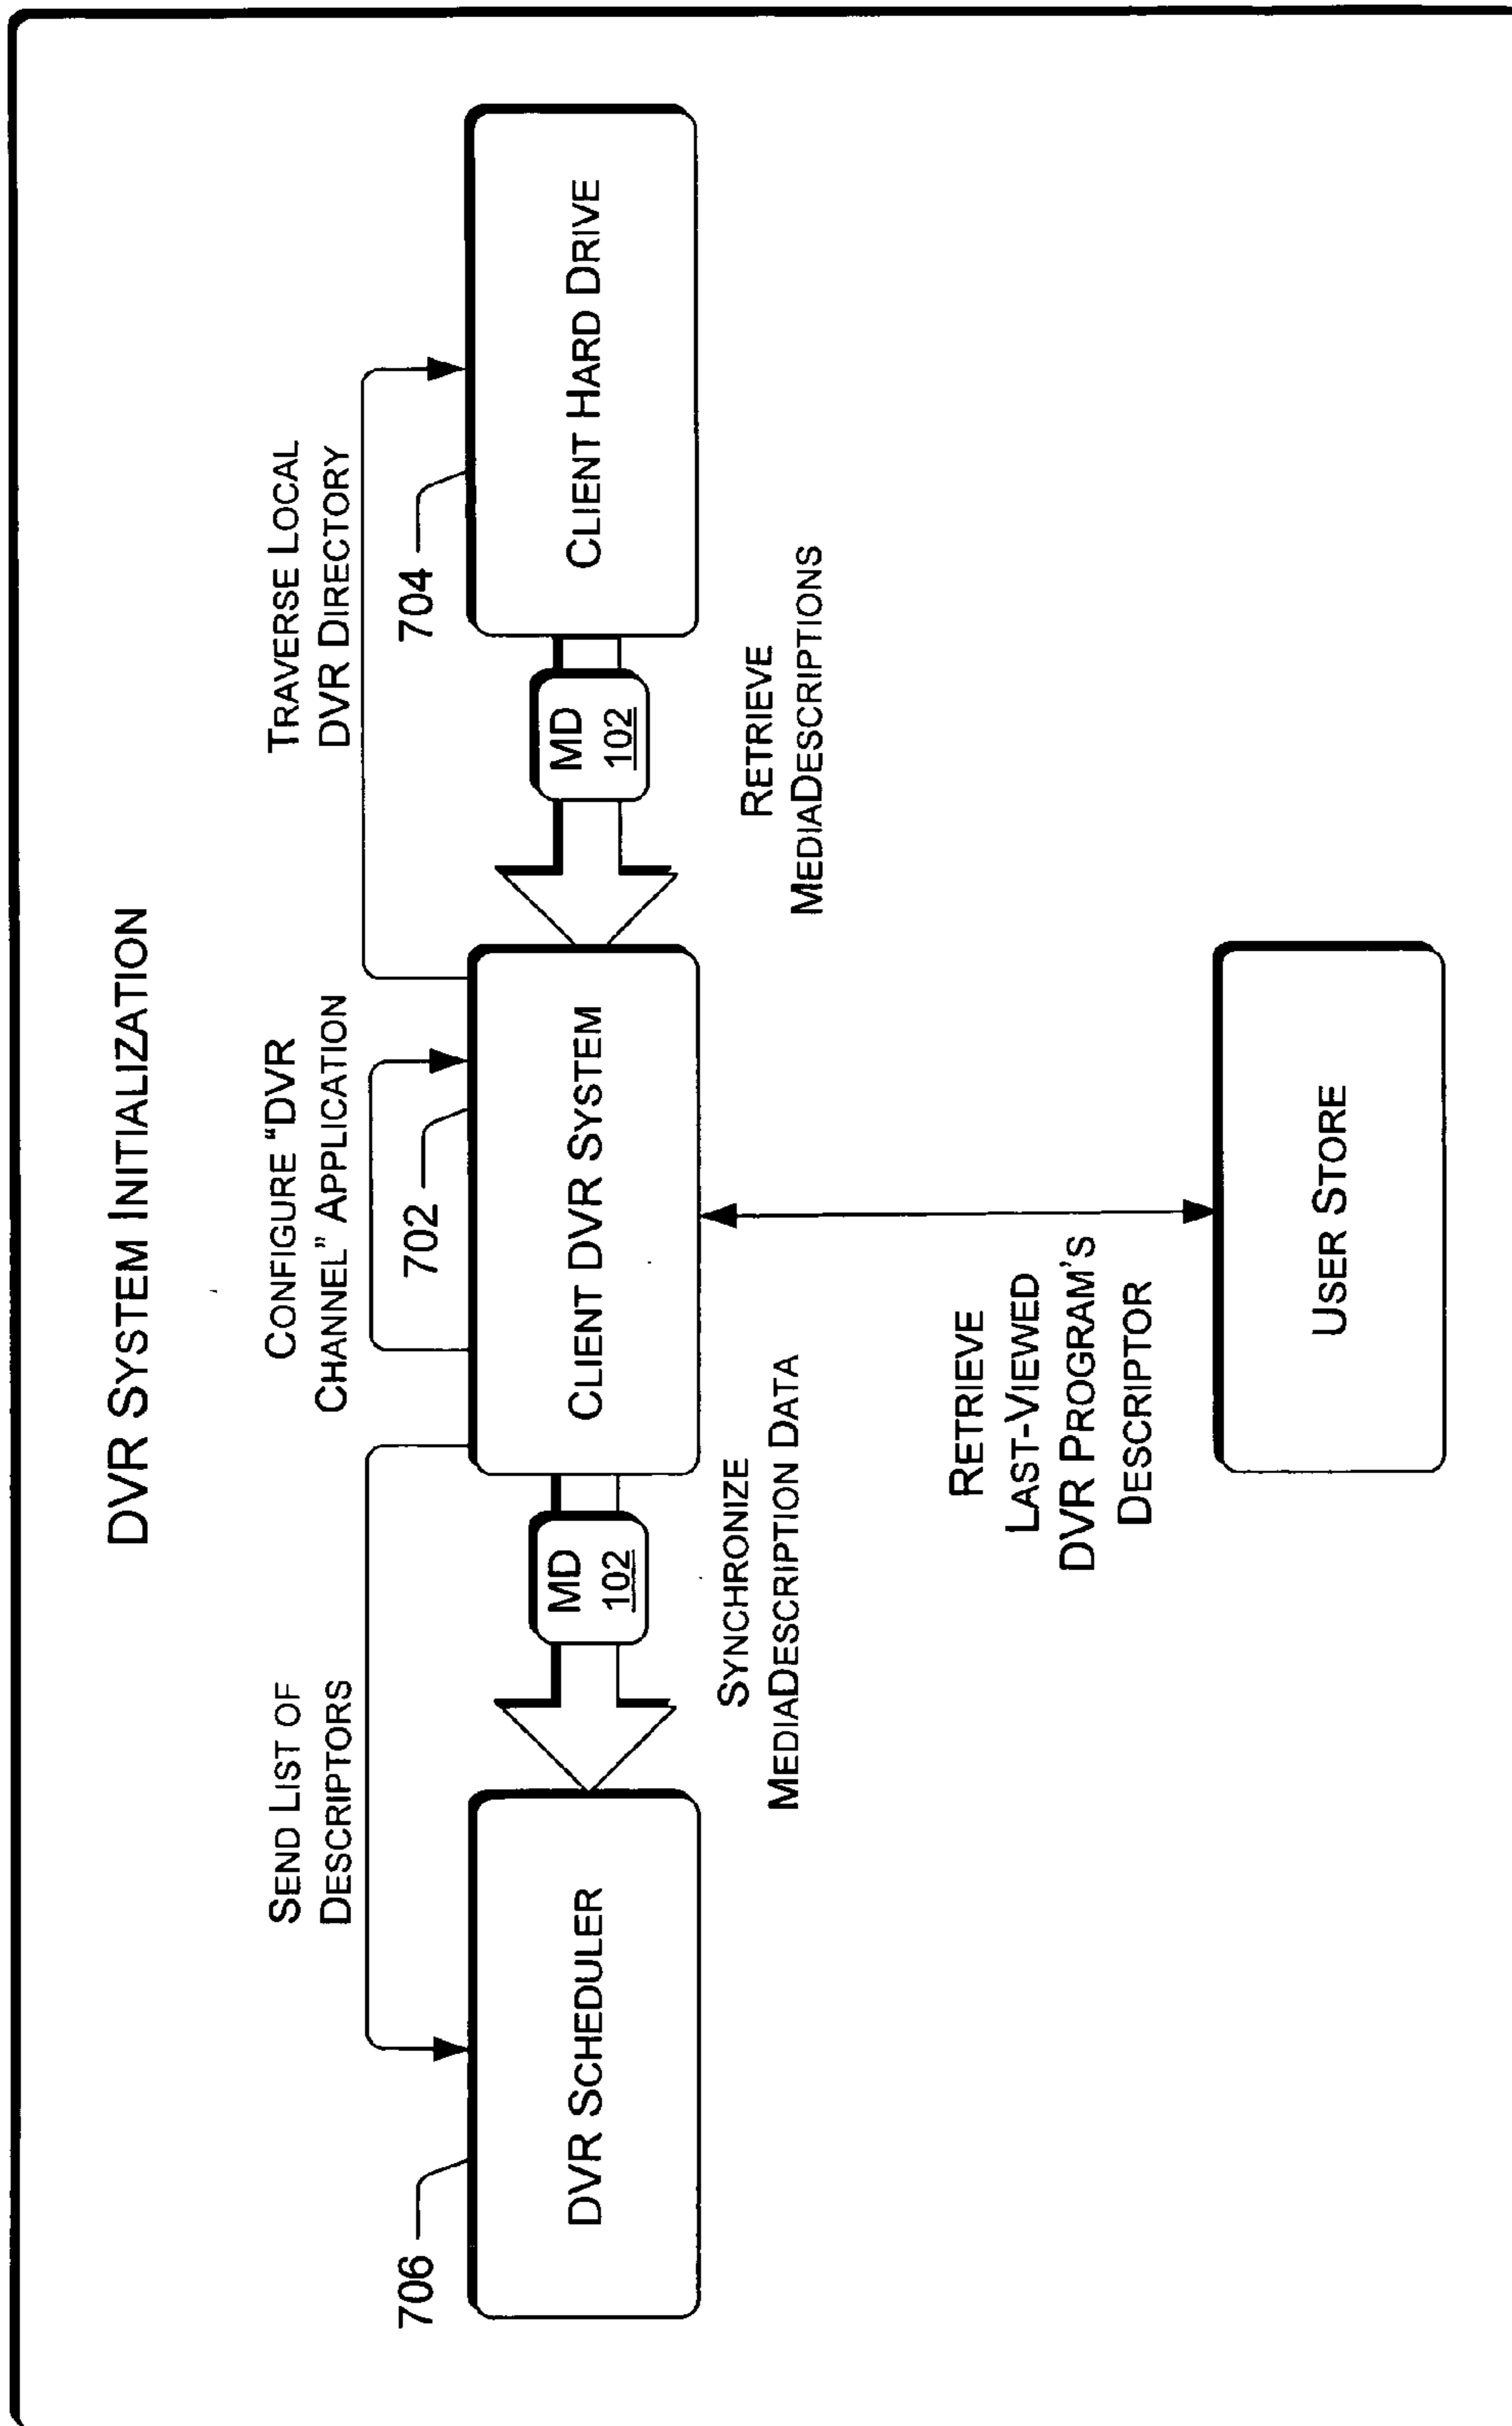 DVR SYSTEM INITIALIZATION
SEND LIST OF
DESCRIPTORS
CONFIGURE "DVR
CHANNEL" APPLICATION
TRAVERSE LOCAL
DVR DIRECTORY
706
702
704
DVR SCHEDULER
MD
102
CLIENT DVR SYSTEM
MD
102
CLIENT HARD DRIVE
SYNCHRONIZE
MEDIADESCRIPTION DATA
RETRIEVE
MEDIADESCRIPTIONS
RETRIEVE
LAST-VIEWED
DVR PROGRAM'S
DESCRIPTOR
USER STORE